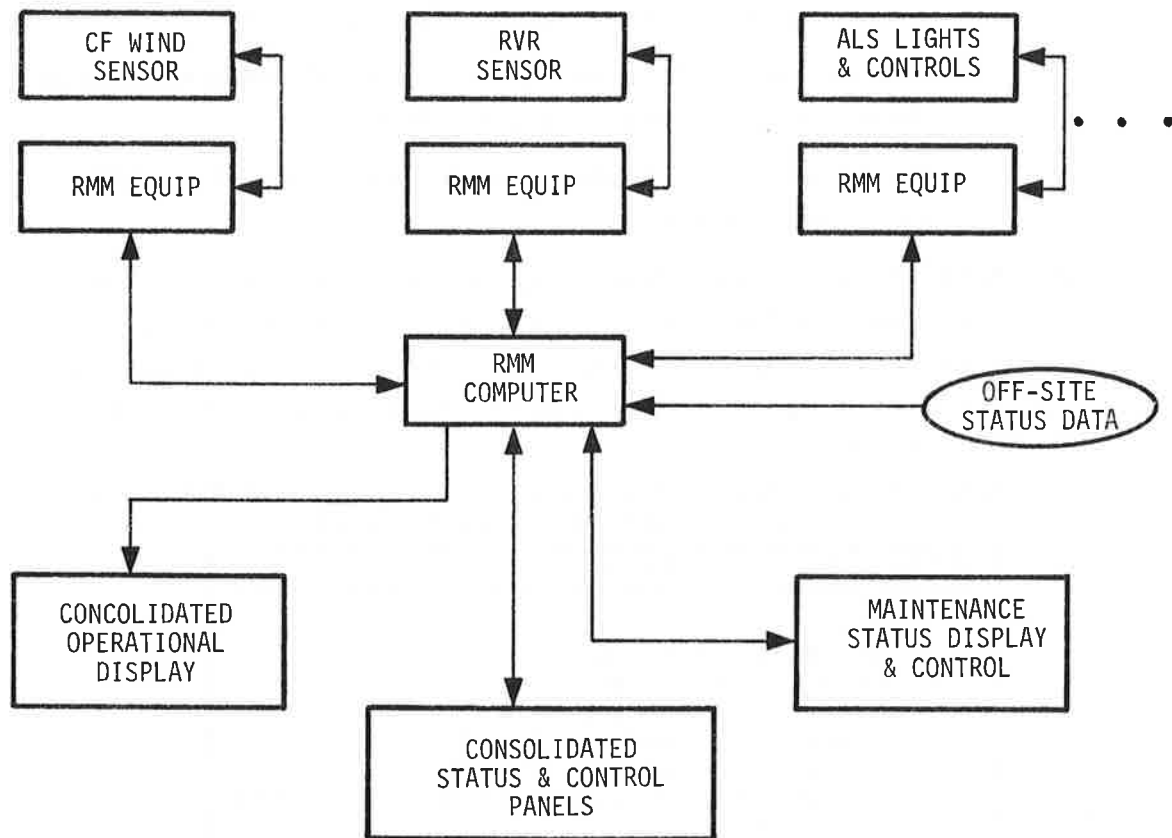 CF WIND
SENSOR
RVR
SENSOR
ALS LIGHTS
& CONTROLS
RMM EQUIP
RMM EQUIP
RMM EQUIP
RMM
COMPUTER
OFF-SITE
STATUS DATA
CONCOLIDATED
OPERATIONAL
DISPLAY
MAINTENANCE
STATUS DISPLAY
& CONTROL
CONSOLIDATED
STATUS & CONTROL
PANELS